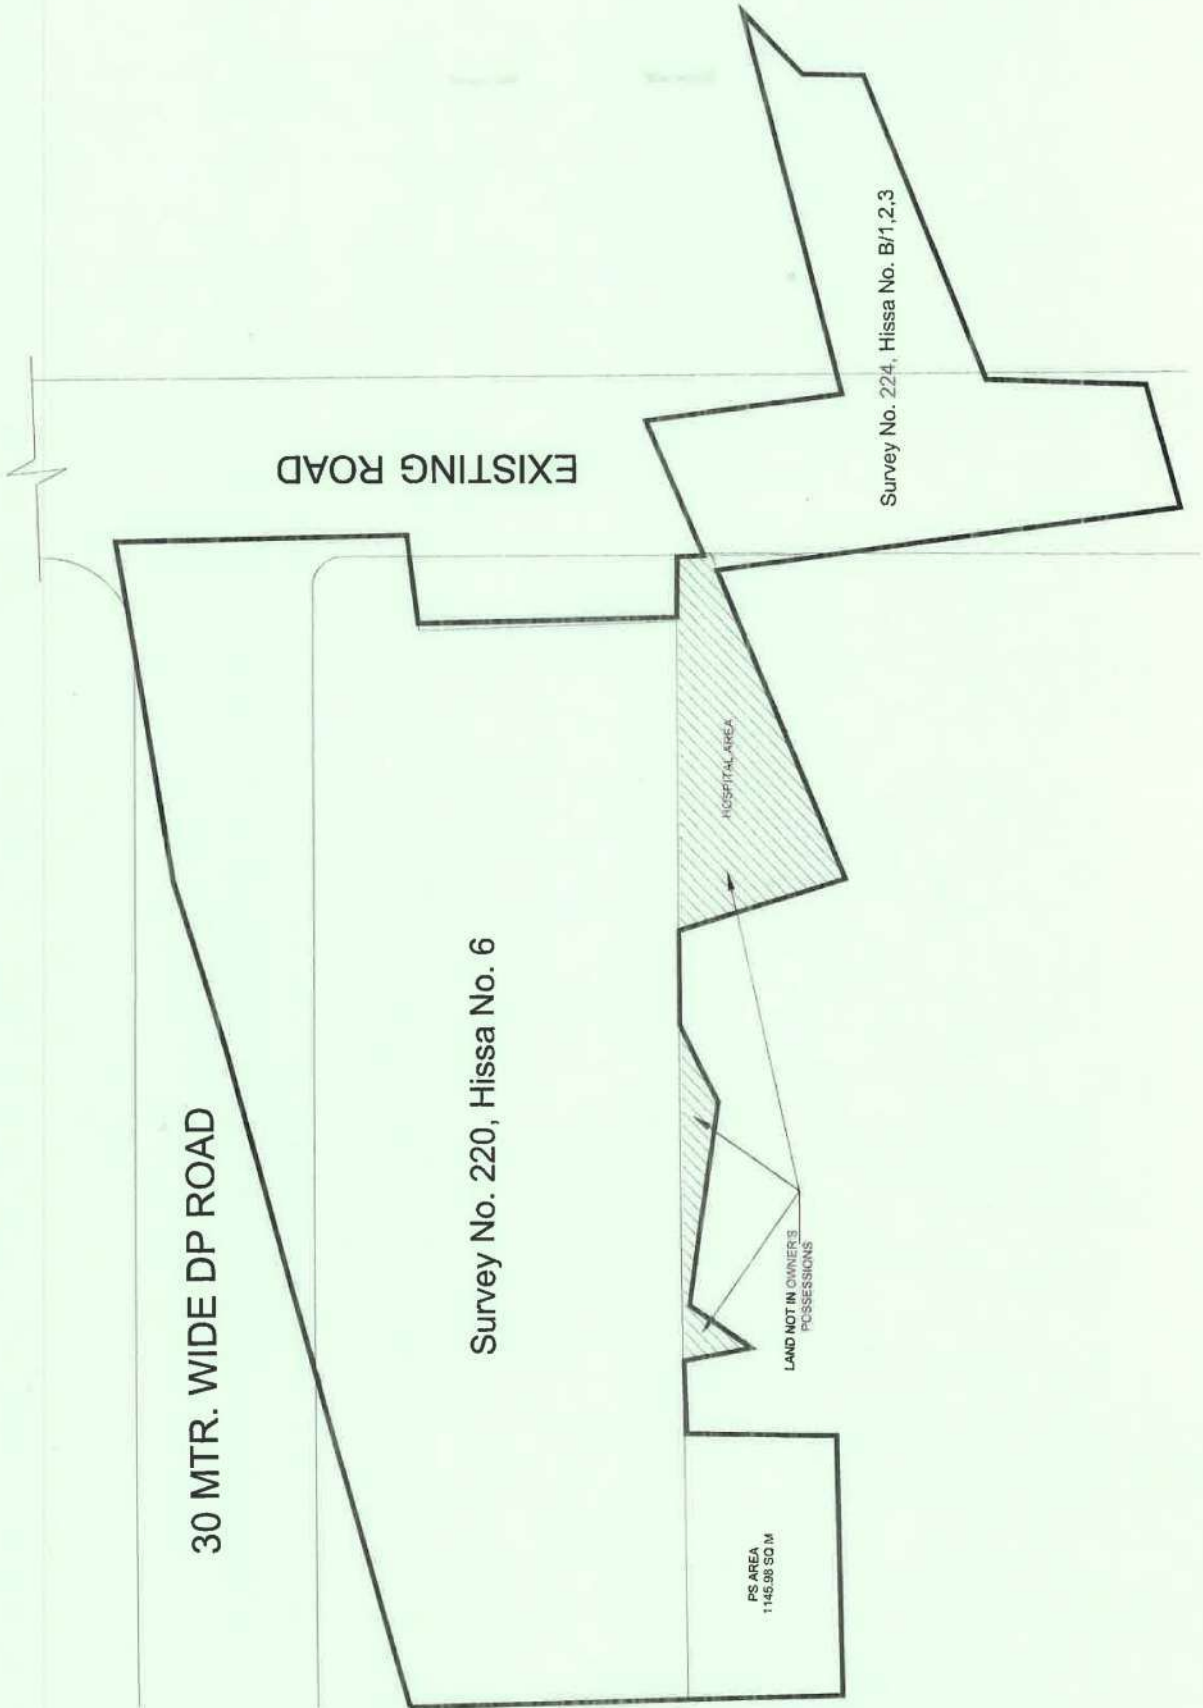 30 MTR. WIDE DP ROAD
EXISTING ROAD
Survey No. 220, Hissa No. 6
Survey No. 224, Hissa No. B/1,2,3
HOSPITAL AREA
LAND NOT IN OWNER'S
POSSESSIONS
PS AREA
1145.98 SQ M